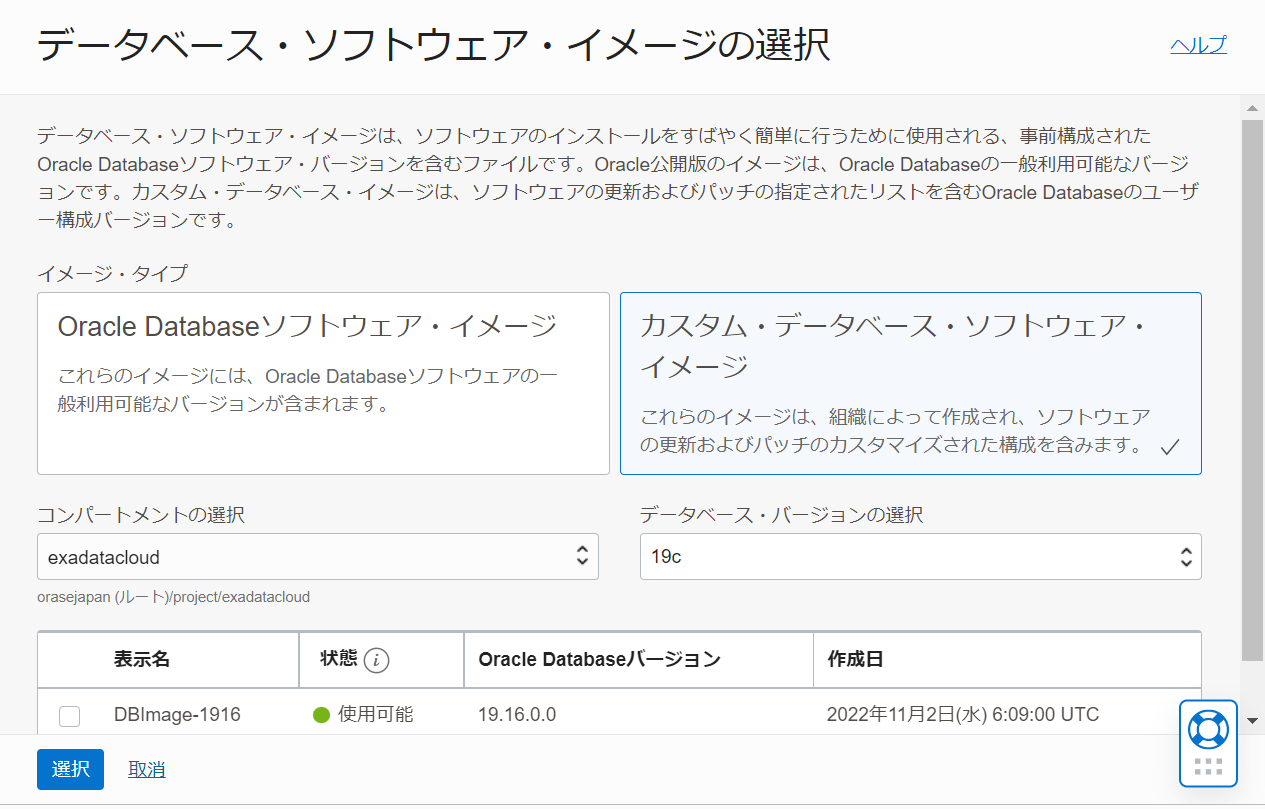 データベース・ソフトウェア・イメージの選択
ヘルプ
データベース・ソフトウェア・イメージは、ソフトウェアのインストールをすばやく簡単に行うために使用される、事前構成された
Oracle Databaseソフトウェア・バージョンを含むファイルです。Oracle公開版のイメージは、Oracle Databaseの一般利用可能なバージ
ョンです。カスタム・データベース・イメージは、ソフトウェアの更新およびパッチの指定されたリストを含むOracle Databaseのユーザ
ー構成バージョンです。
イメージ・タイプ
Oracle Databaseソフトウェア・イメージ
これらのイメージには、Oracle Databaseソフトウェアの一
般利用可能なバージョンが含まれます。
カスタム・データベース・ソフトウェア・
イメージ
これらのイメージは、組織によって作成され、ソフトウェア
の更新およびパッチのカスタマイズされた構成を含みます。
コンパートメントの選択
exadatacloud
orasejapan (ルート)/project/exadatacloud
データベース・バージョンの選択
19c
表示名 状態 Oracle Databaseバージョン 作成日
DBImage-1916 使用可能 19.16.0.0 2022年11月2日(水) 6:09:00 UTC
選択 取消